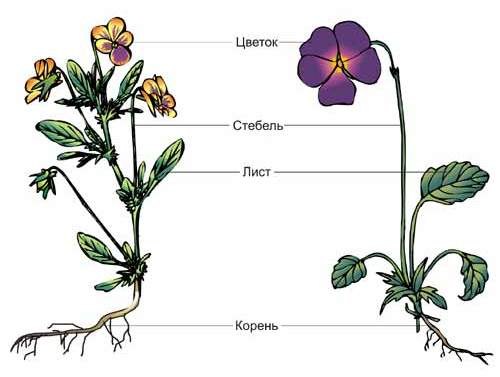 Цветок
Стебель
Лист
Корень